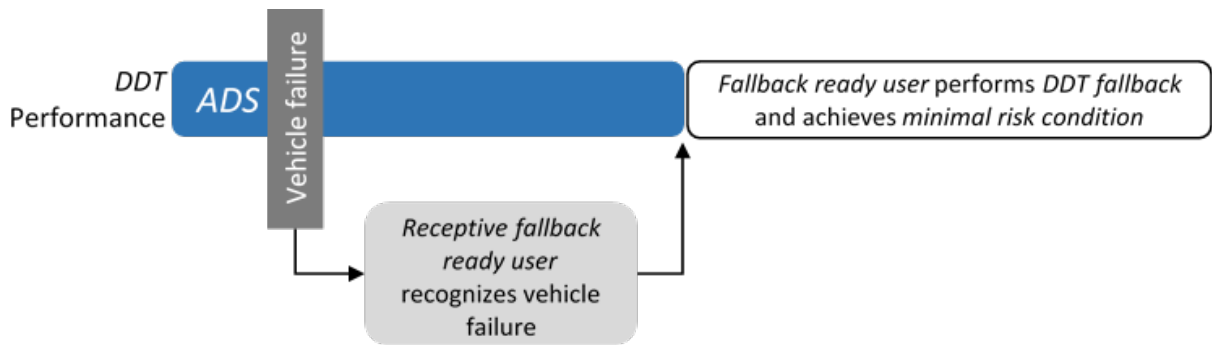 DDT
Performance
ADS
Vehicle failure
Fallback ready user performs DDT fallback
and achieves minimal risk condition
Receptive fallback
ready user
recognizes vehicle
failure